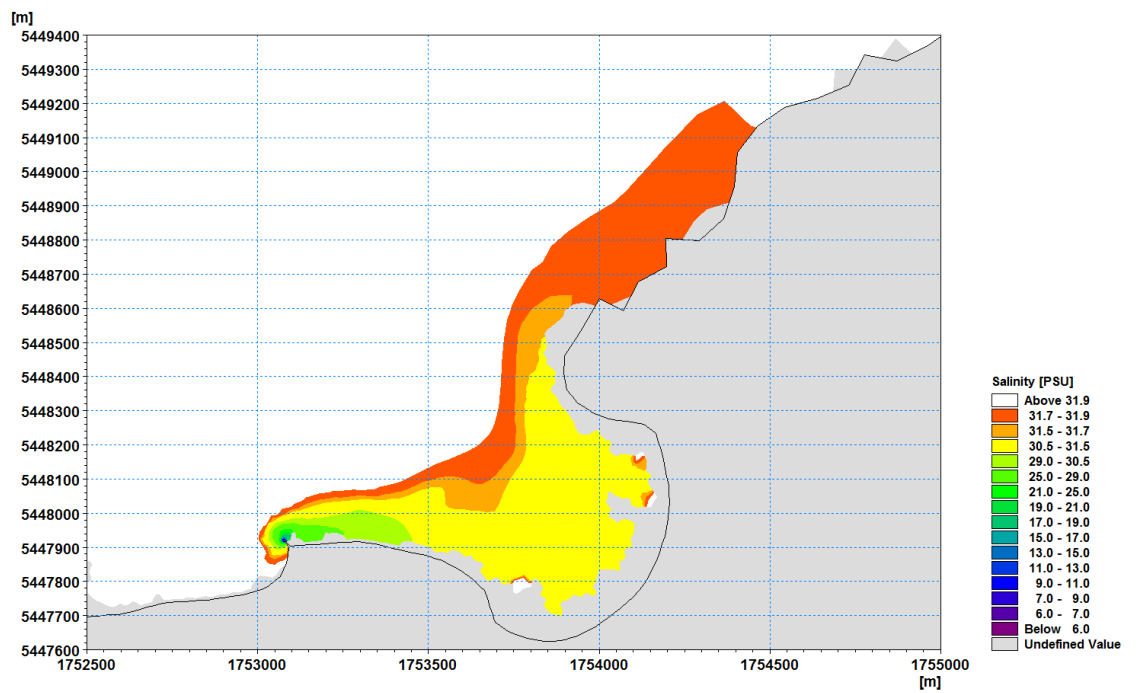 [m]
5449400
5449300
5449200
5449100
5449000
5448900
5448800
5448700
5448600
5448500
5448400
5448300
5448200
5448100
5448000
5447900
5447800
5447700
5447600
1752500 1753000 1753500 1754000 1754500 1755000
[m]
Salinity [PSU]
Above 31.9
31.7 - 31.9
31.5 - 31.7
30.5 - 31.5
29.0 - 30.5
25.0 - 29.0
21.0 - 25.0
19.0 - 21.0
17.0 - 19.0
15.0 - 17.0
13.0 - 15.0
11.0 - 13.0
9.0 - 11.0
7.0 - 9.0
6.0 - 7.0
Below 6.0
Undefined Value